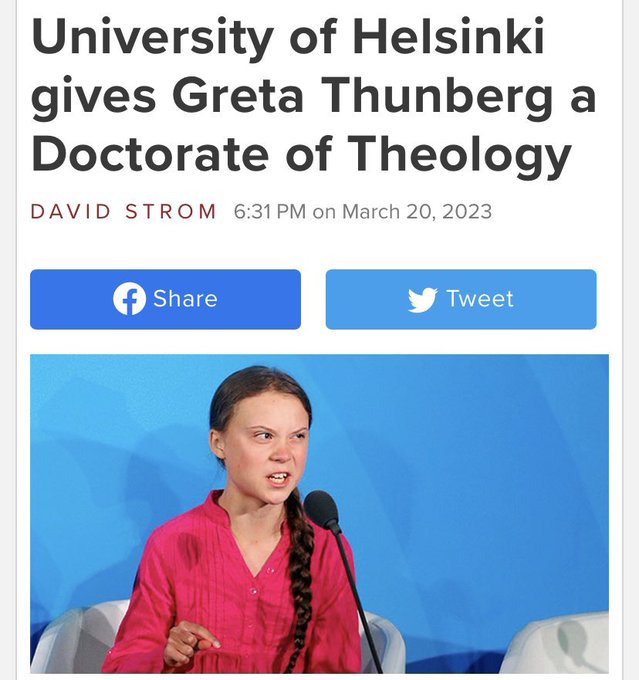 University of Helsinki
gives Greta Thunberg a
Doctorate of Theology
DAVID STROM 6:31 PM on March 20, 2023
Share Tweet